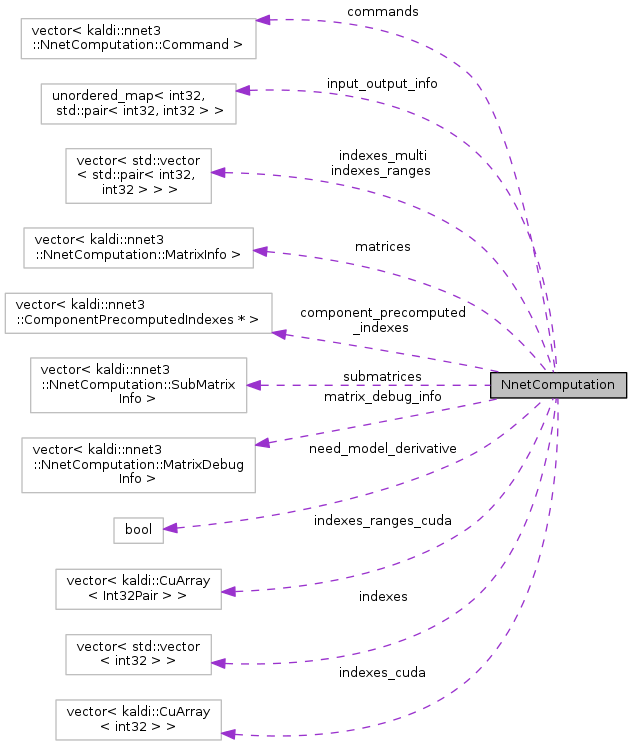 commands
vector< kaldi::nnet3
::NnetComputation::Command >
input_output_info
unordered_map< int32,
std::pair< int32, int32 > >
indexes_multi
indexes_ranges
vector< std::vector
< std::pair< int32,
int32 > > >
matrices
vector< kaldi::nnet3
::NnetComputation::MatrixInfo >
component_precomputed
_indexes
vector< kaldi::nnet3
::ComponentPrecomputedIndexes * >
submatrices
vector< kaldi::nnet3
::NnetComputation::SubMatrix
Info >
NnetComputation
matrix_debug_info
vector< kaldi::nnet3
::NnetComputation::MatrixDebug
Info >
need_model_derivative
bool
indexes_ranges_cuda
vector< kaldi::CuArray
< Int32Pair > >
indexes
vector< std::vector
< int32 > >
indexes_cuda
vector< kaldi::CuArray
< int32 > >